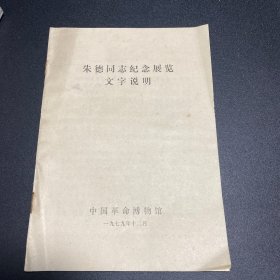 朱德同志纪念展览
文字说明
中国革命博物馆
一九七九年十二月